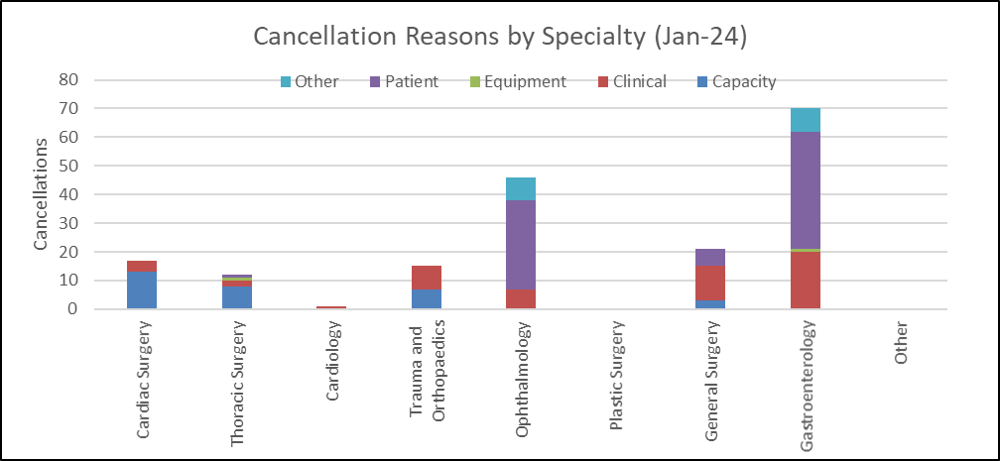 Cancellation Reasons by Specialty (Jan-24)
Other Patient Equipment Clinical Capacity
80
70
60
50
40
30
20
10
0
Cancellations
Cardiac Surgery
Thoracic Surgery
Cardiology
Trauma and
Orthopaedics
Ophthalmology
Plastic Surgery
General Surgery
Gastroenterology
Other